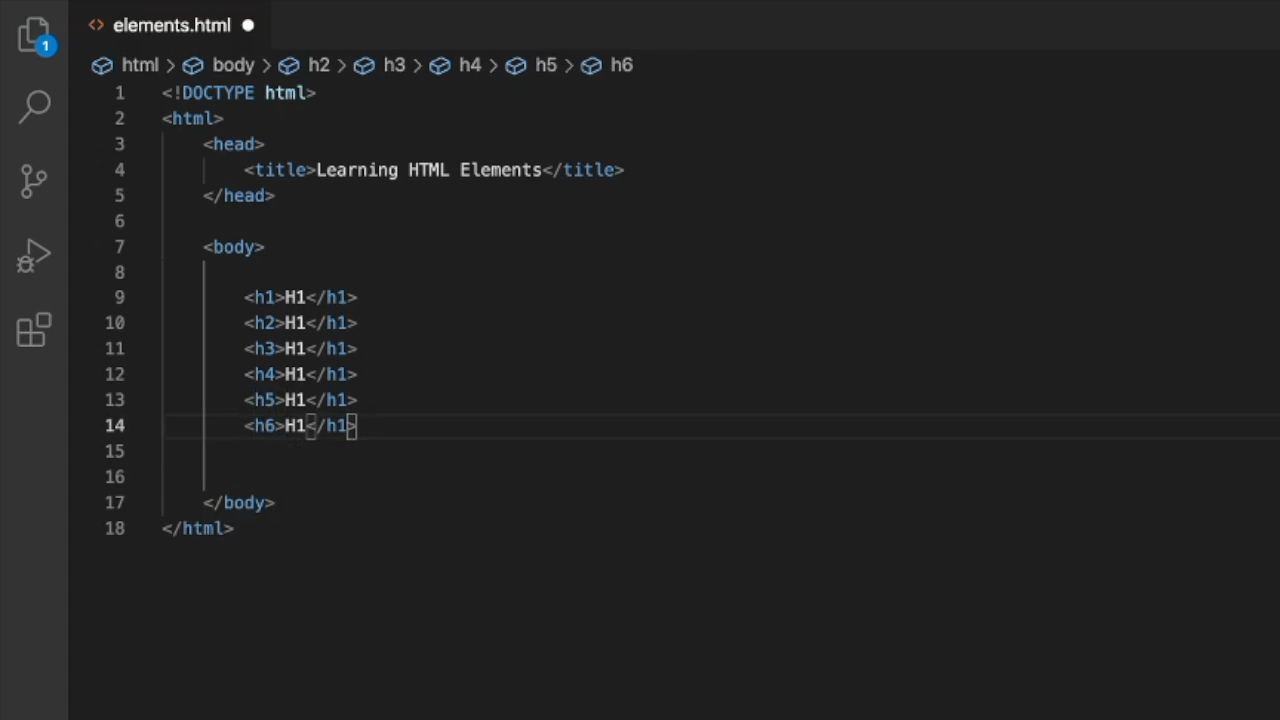 elements.html
1
html > body > h2 > h3 > h4 > h5 > h6
1 <!DOCTYPE html>
2 <html>
3 <head>
4 <title>Learning HTML Elements</title>
5 </head>
6
7 <body>
8
9 <h1>H1</h1>
10 <h2>H1</h1>
11 <h3>H1</h1>
12 <h4>H1</h1>
13 <h5>H1</h1>
14 <h6>H1</h1>
15
16
17 </body>
18 </html>